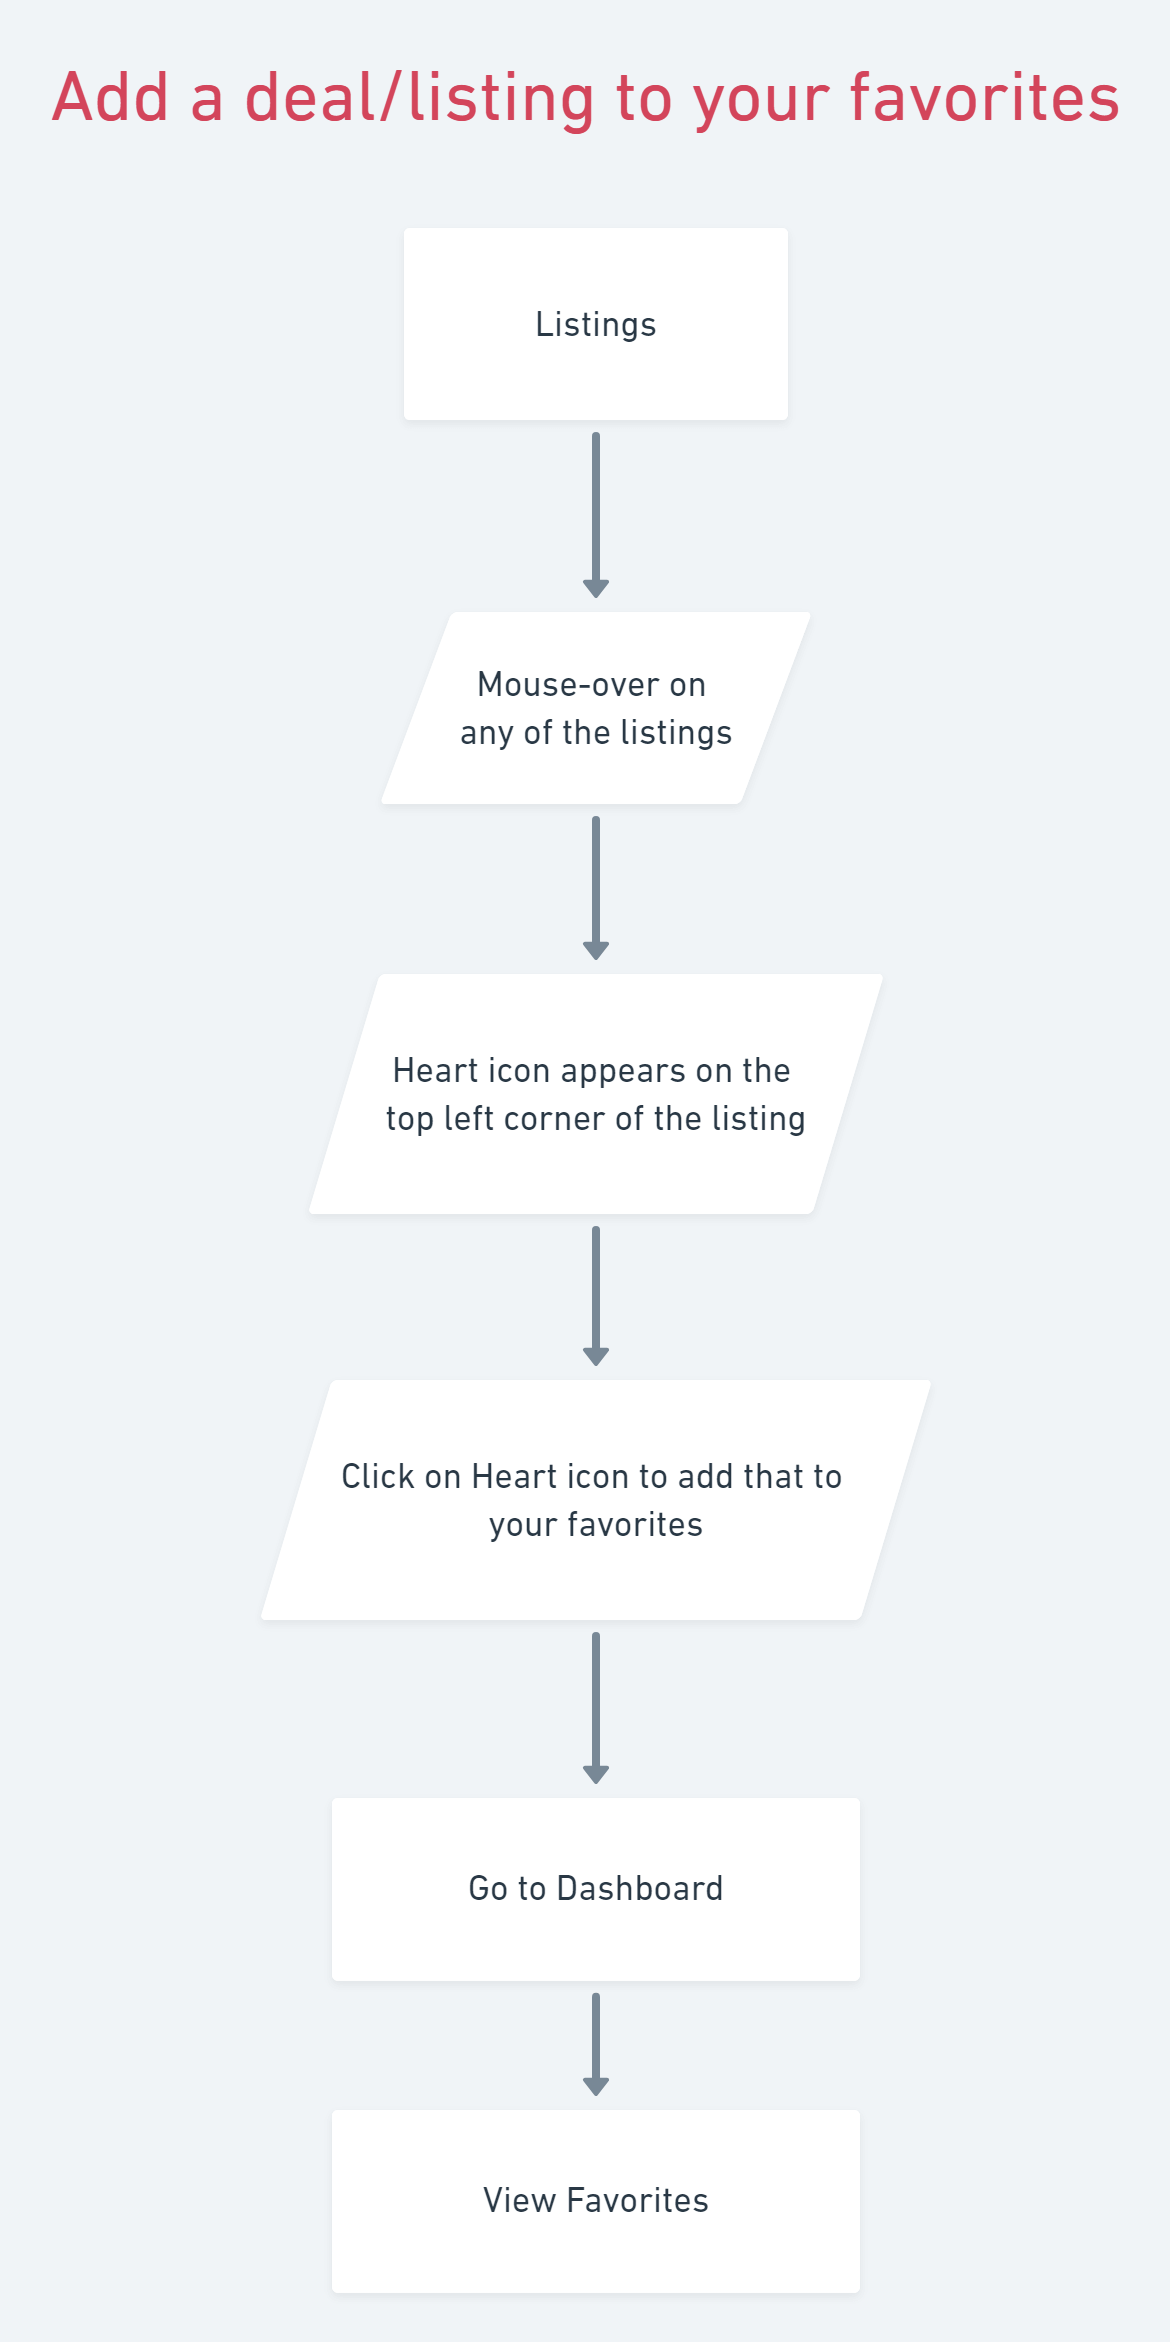 Add a deal/listing to your favorites
Listings
Mouse-over on
any of the listings
Heart icon appears on the
top left corner of the listing
Click on Heart icon to add that to
your favorites
Go to Dashboard
View Favorites